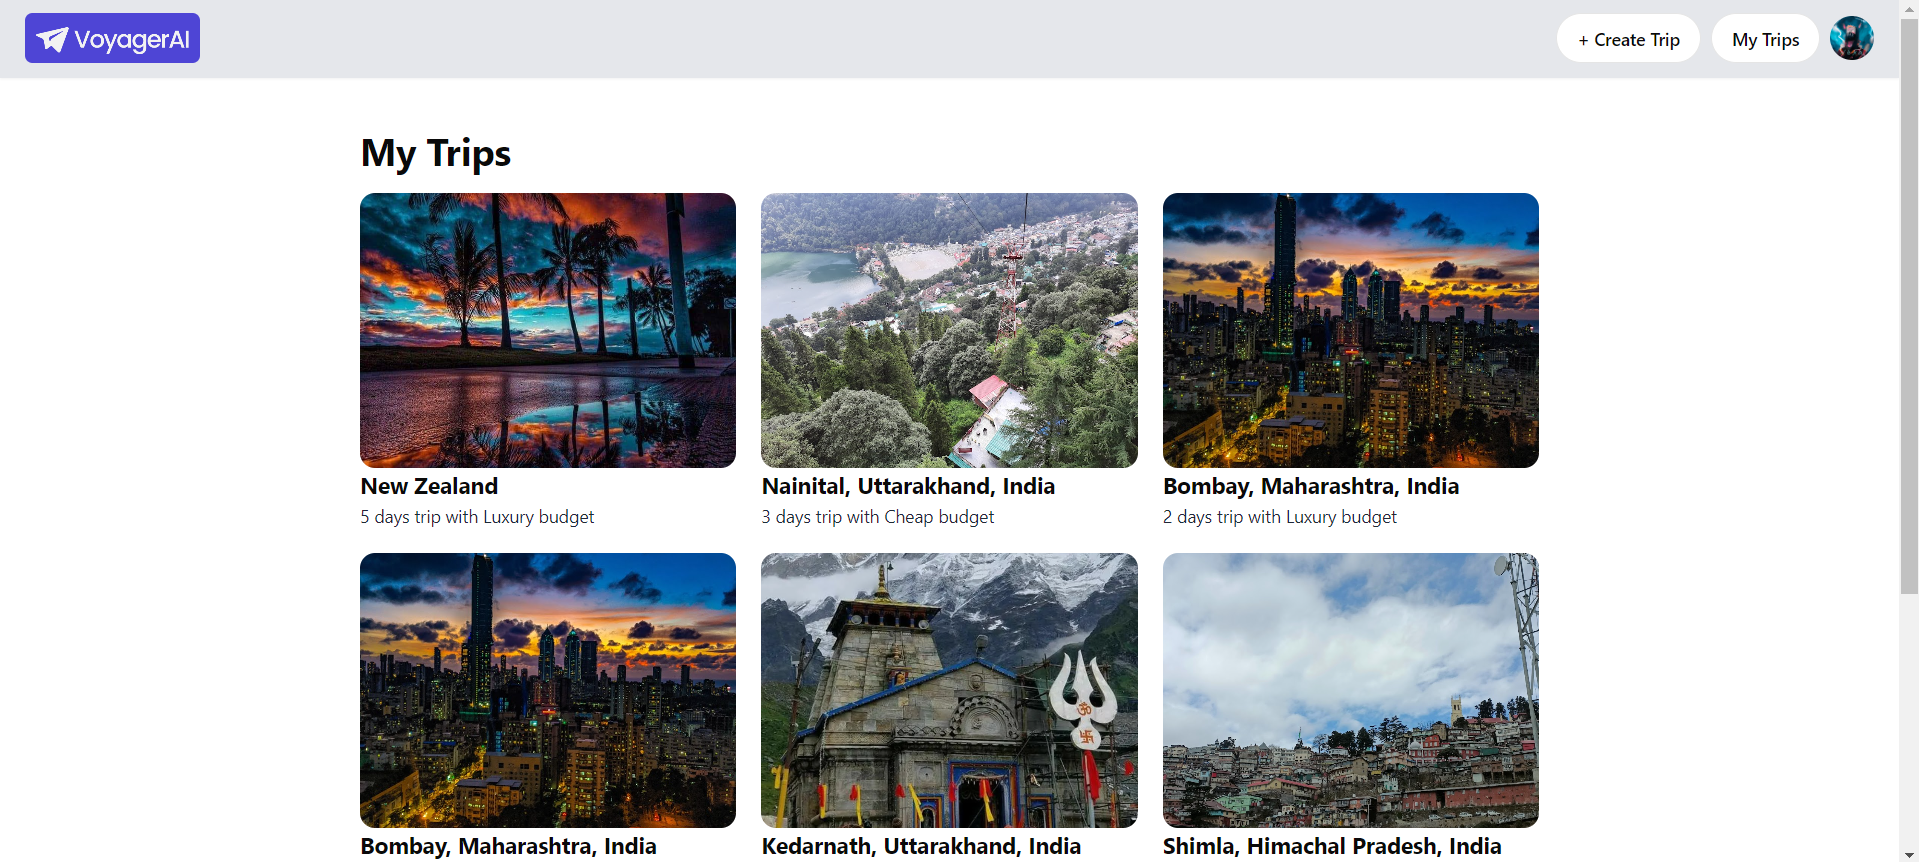 VoyagerAI
+ Create Trip
My Trips
My Trips
New Zealand
5 days trip with Luxury budget
Nainital, Uttarakhand, India
3 days trip with Cheap budget
Bombay, Maharashtra, India
2 days trip with Luxury budget
Bombay, Maharashtra, India
Kedarnath, Uttarakhand, India
ॐ
Shimla, Himachal Pradesh, India